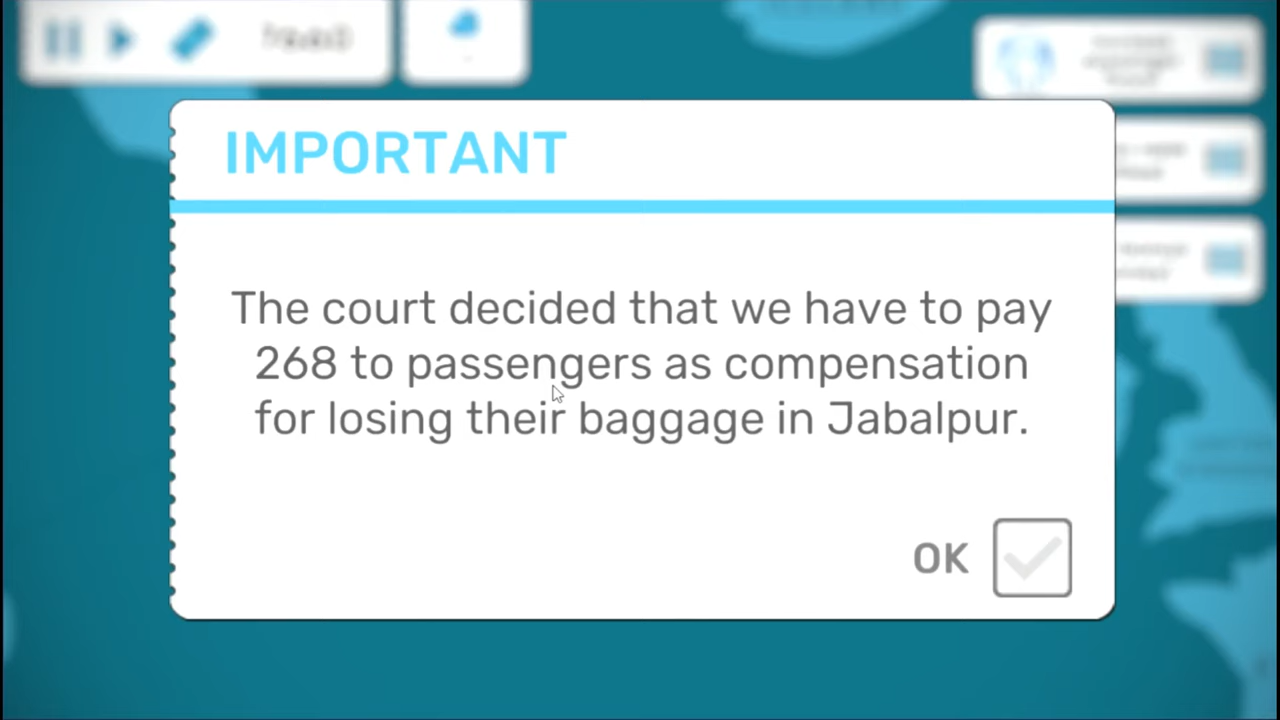 IMPORTANT
The court decided that we have to pay
268 to passengers as compensation
for losing their baggage in Jabalpur.
OK